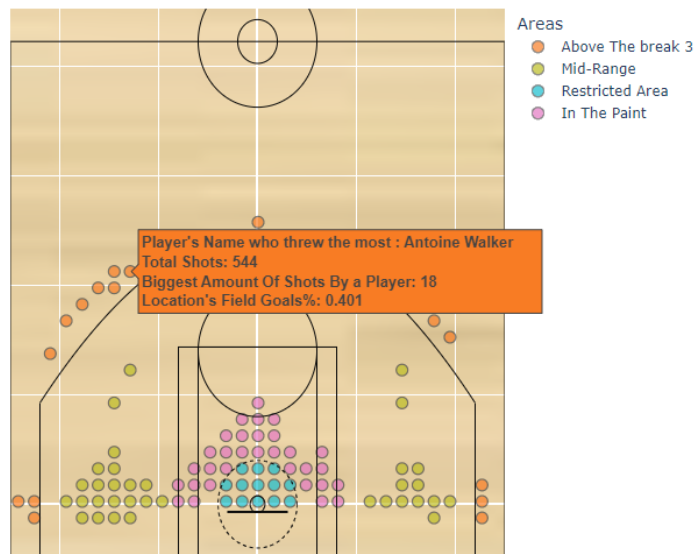 Areas
Above The break 3
Mid-Range
Restricted Area
In The Paint
Player's Name who threw the most : Antoine Walker
Total Shots: 544
Biggest Amount Of Shots By a Player: 18
Location's Field Goals%: 0.401